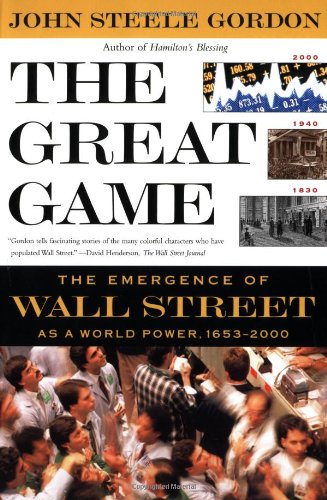 JOHN STEELE GORDON
Author of Hamilton's Blessing
2000
THE
GREAT
GAME
1940
1830
"Gordon tells fascinating stories of the many colorful characters who
have populated Wall Street."—David Henderson, The Wall Street Journal
THE EMERGENCE OF
WALL STREET
AS A WORLD POWER, 1653–2000